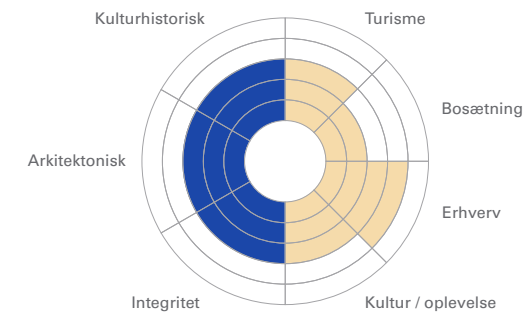 Kulturhistorisk
Turisme
Bosætning
Arkitektonisk
Erhverv
Integritet
Kultur / oplevelse